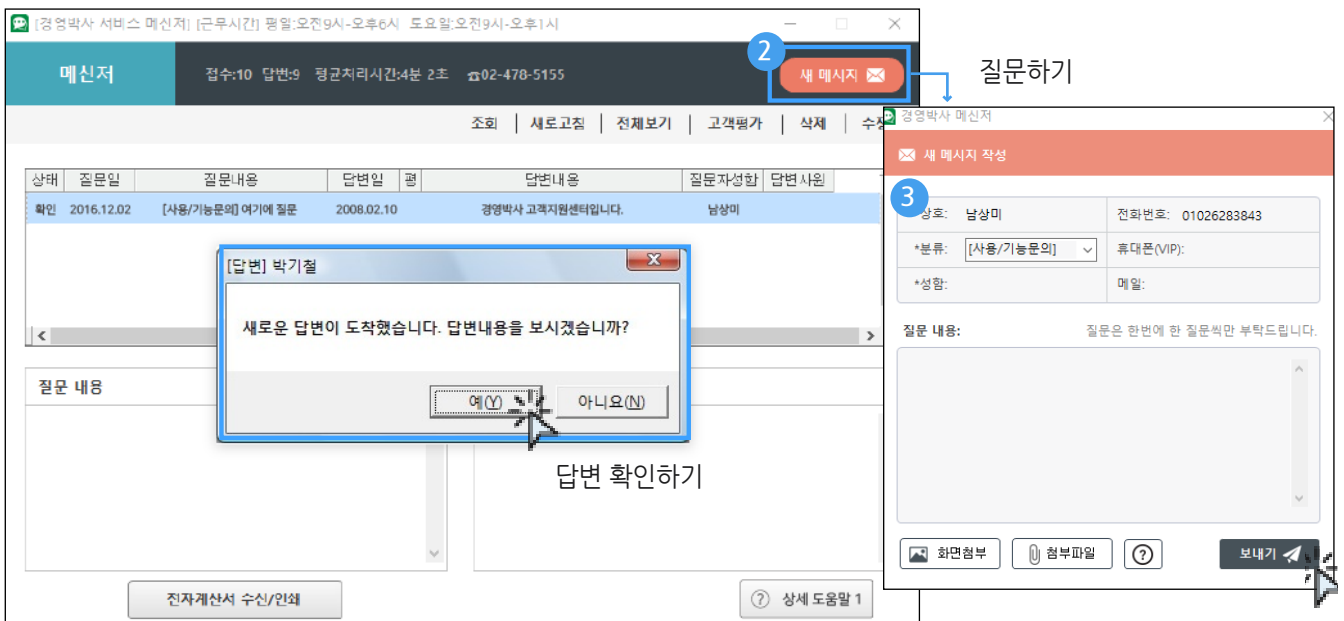 [경영박사 서비스 메신저] [근무시간] 평일:오전9시-오후6시 토요일:오전9시-오후1시
메신저
접수:10 답변:9 평균처리시간:4분 2초 ☎02-478-5155
2
새 메시지
질문하기
조회 | 새로고침 | 전체보기 | 고객평가 | 삭제 |
상태 질문일 질문내용 답변일 평 답변내용 질문자성함 답변사원
확인 2016.12.02 [사용/기능문의] 여기에 질문 2008.02.10 경영박사 고객지원센터입니다. 남상미
[답변] 박기철
새로운 답변이 도착했습니다. 답변내용을 보시겠습니까?
예(Y) 아니요(N)
답변 확인하기
질문 내용
전자계산서 수신/인쇄
? 상세 도움말 1
경영박사 메신저
새 메시지 작성
3
상호: 남상미 전화번호: 01026283843
*분류: [사용/기능문의] 휴대폰(VIP):
*성함: 메일:
질문 내용: 질문은 한번에 한 질문씩만 부탁드립니다.
화면첨부 첨부파일 ? 보내기